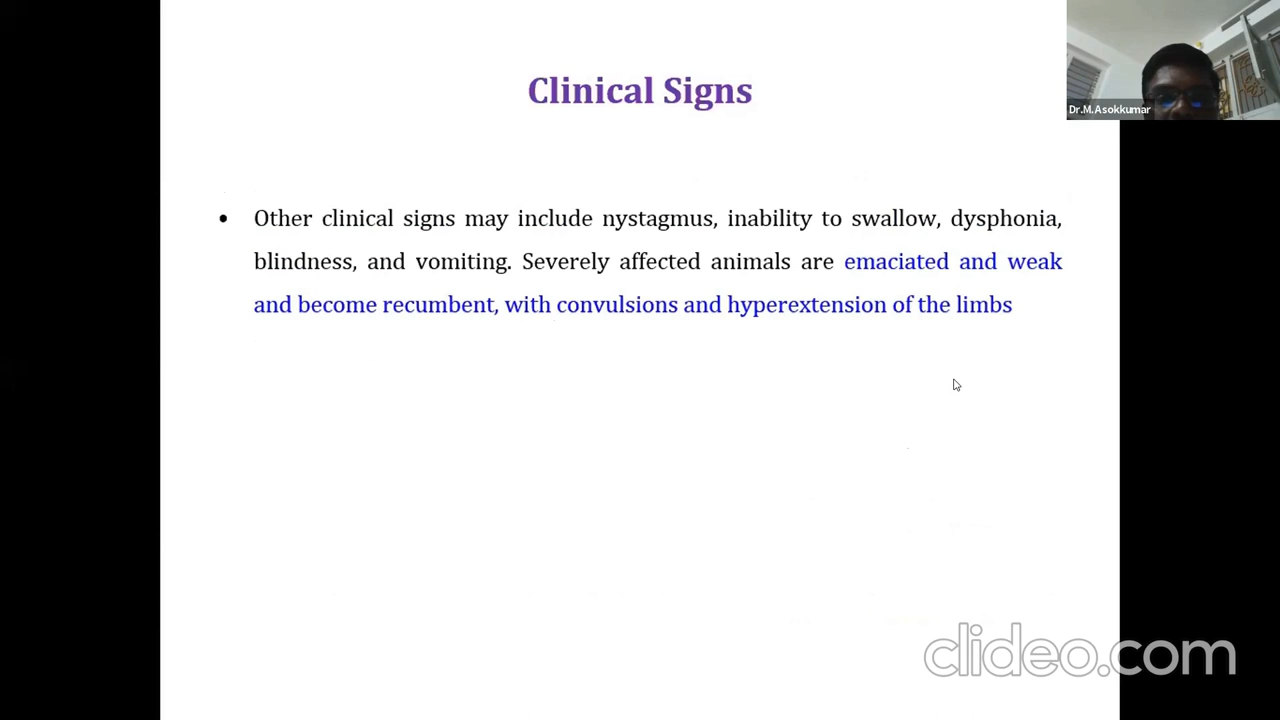 Clinical Signs
Dr.M.Asokkumar
• Other clinical signs may include nystagmus, inability to swallow, dysphonia,
blindness, and vomiting. Severely affected animals are emaciated and weak
and become recumbent, with convulsions and hyperextension of the limbs
clideo.com